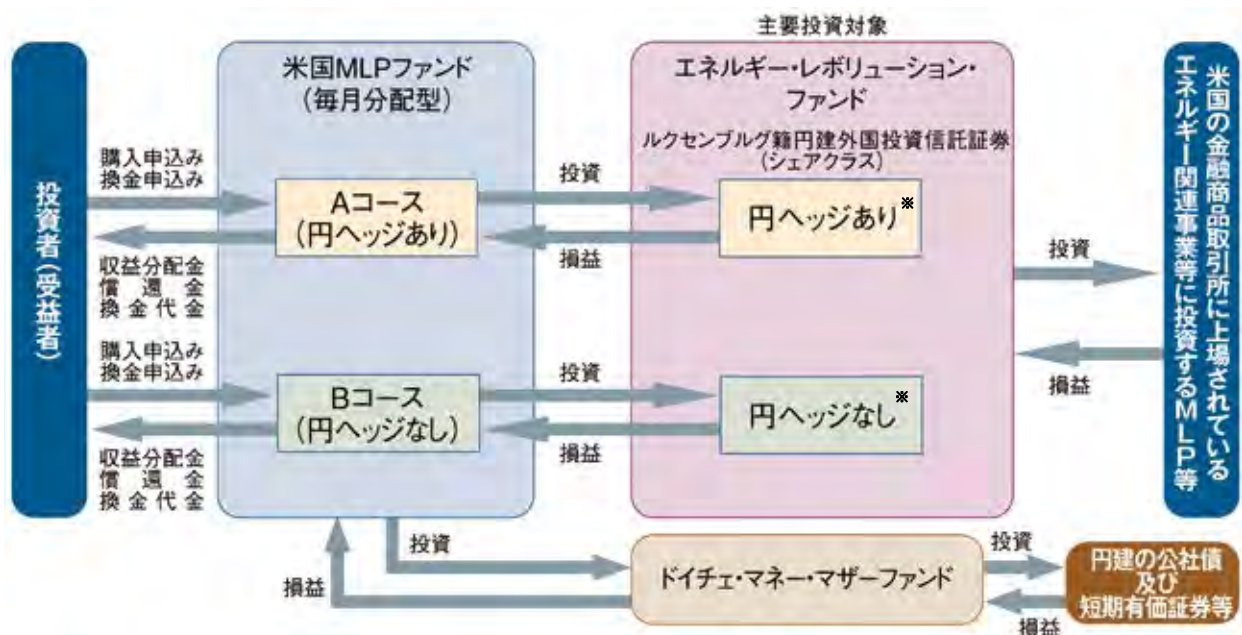 主要投資対象
投資者(受益者)
購入申込み
換金申込み
収益分配金
償還金
換金代金
購入申込み
換金申込み
収益分配金
償還金
換金代金
米国MLPファンド
(毎月分配型)
Aコース
(円ヘッジあり)
Bコース
(円ヘッジなし)
投資
損益
投資
損益
エネルギー・レボリューション・
ファンド
ルクセンブルグ籍円建外国投資信託証券
(シェアクラス)
円ヘッジあり※
円ヘッジなし※
投資
損益
米国の金融商品取引所に上場されている
エネルギー関連事業等に投資するMLP等
投資
損益
ドイチェ・マネー・マザーファンド
投資
損益
円建の公社債
及び
短期有価証券等